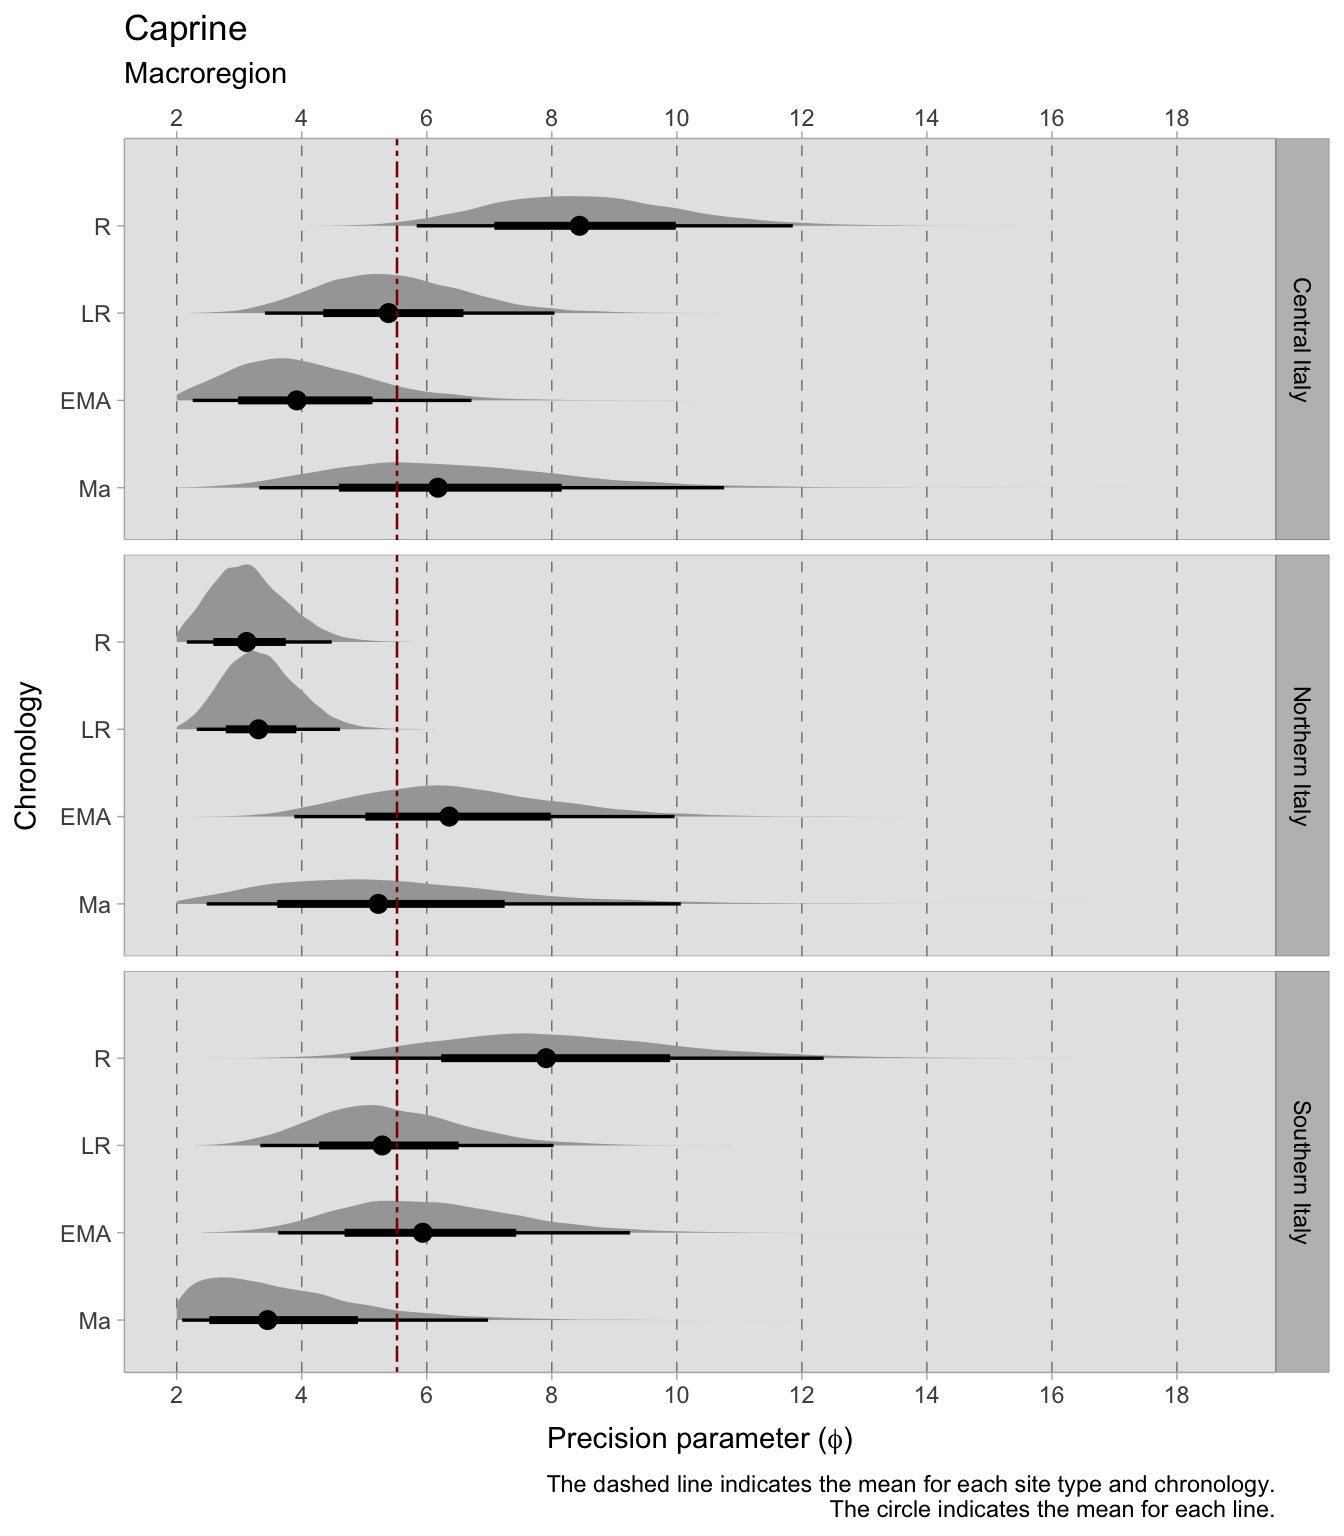 Caprine
Macroregion
2 4 6 8 10 12 14 16 18
R
LR
EMA
Ma
Central Italy
R
LR
EMA
Ma
Northern Italy
Chronology
R
LR
EMA
Ma
Southern Italy
2 4 6 8 10 12 14 16 18
Precision parameter (ϕ)
The dashed line indicates the mean for each site type and chronology.
The circle indicates the mean for each line.